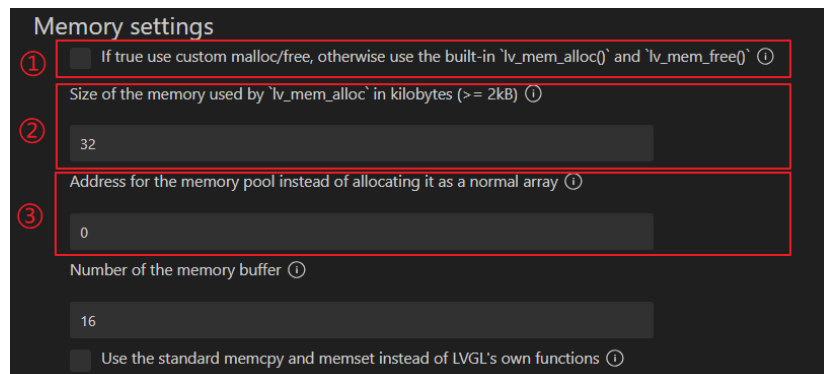 Memory settings
① If true use custom malloc/free, otherwise use the built-in `lv_mem_alloc()` and `lv_mem_free()`
Size of the memory used by `lv_mem_alloc` in kilobytes (>= 2kB)
② 32
Address for the memory pool instead of allocating it as a normal array
③ 0
Number of the memory buffer
16
Use the standard memcpy and memset instead of LVGL's own functions